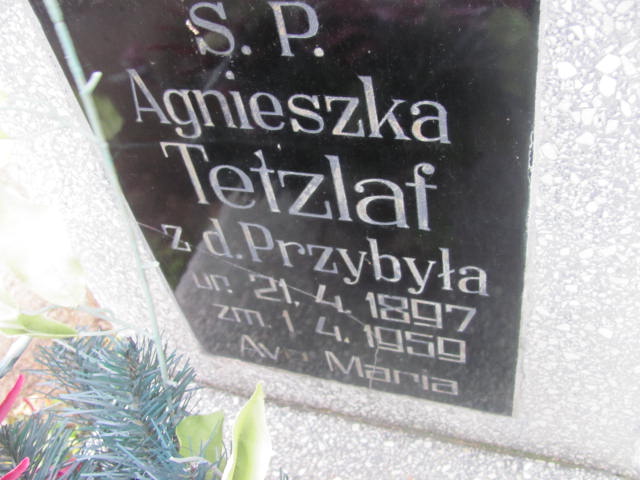 Ś. P.
Agnieszka
Tetzlaf
z d. Przybyła
ur. 21. 4. 1897
zm. 1. 4. 1959
Ave Maria